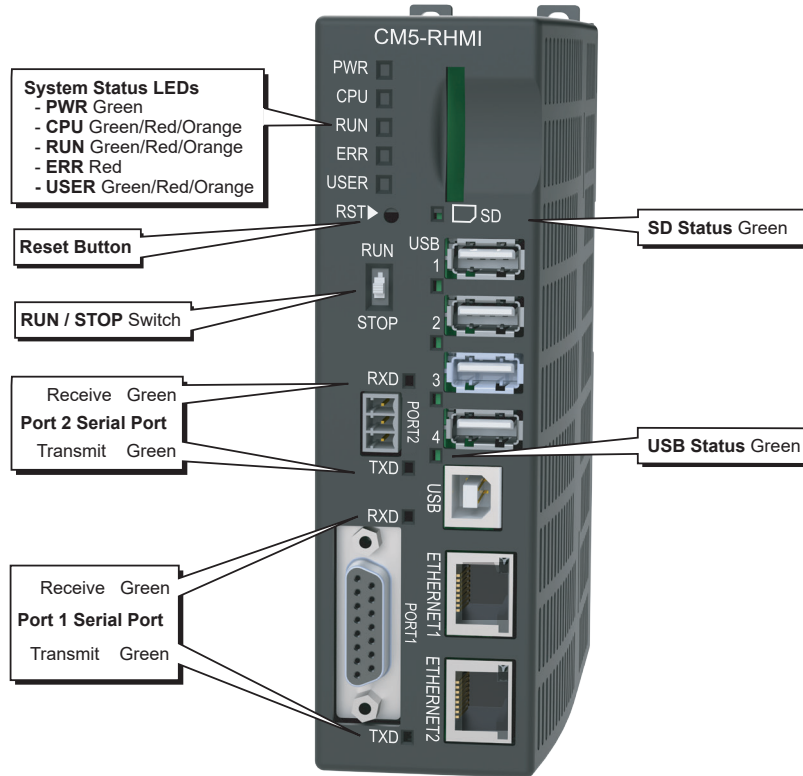 CM5-RHMI
PWR
CPU
RUN
ERR
USER
RST
SD
RUN
STOP
USB
1
2
3
4
RXD
PORT2
TXD
USB
RXD
PORT1
TXD
ETHERNET1
ETHERNET2
System Status LEDs
- PWR Green
- CPU Green/Red/Orange
- RUN Green/Red/Orange
- ERR Red
- USER Green/Red/Orange
Reset Button
RUN / STOP Switch
Receive Green
Port 2 Serial Port
Transmit Green
Receive Green
Port 1 Serial Port
Transmit Green
SD Status Green
USB Status Green